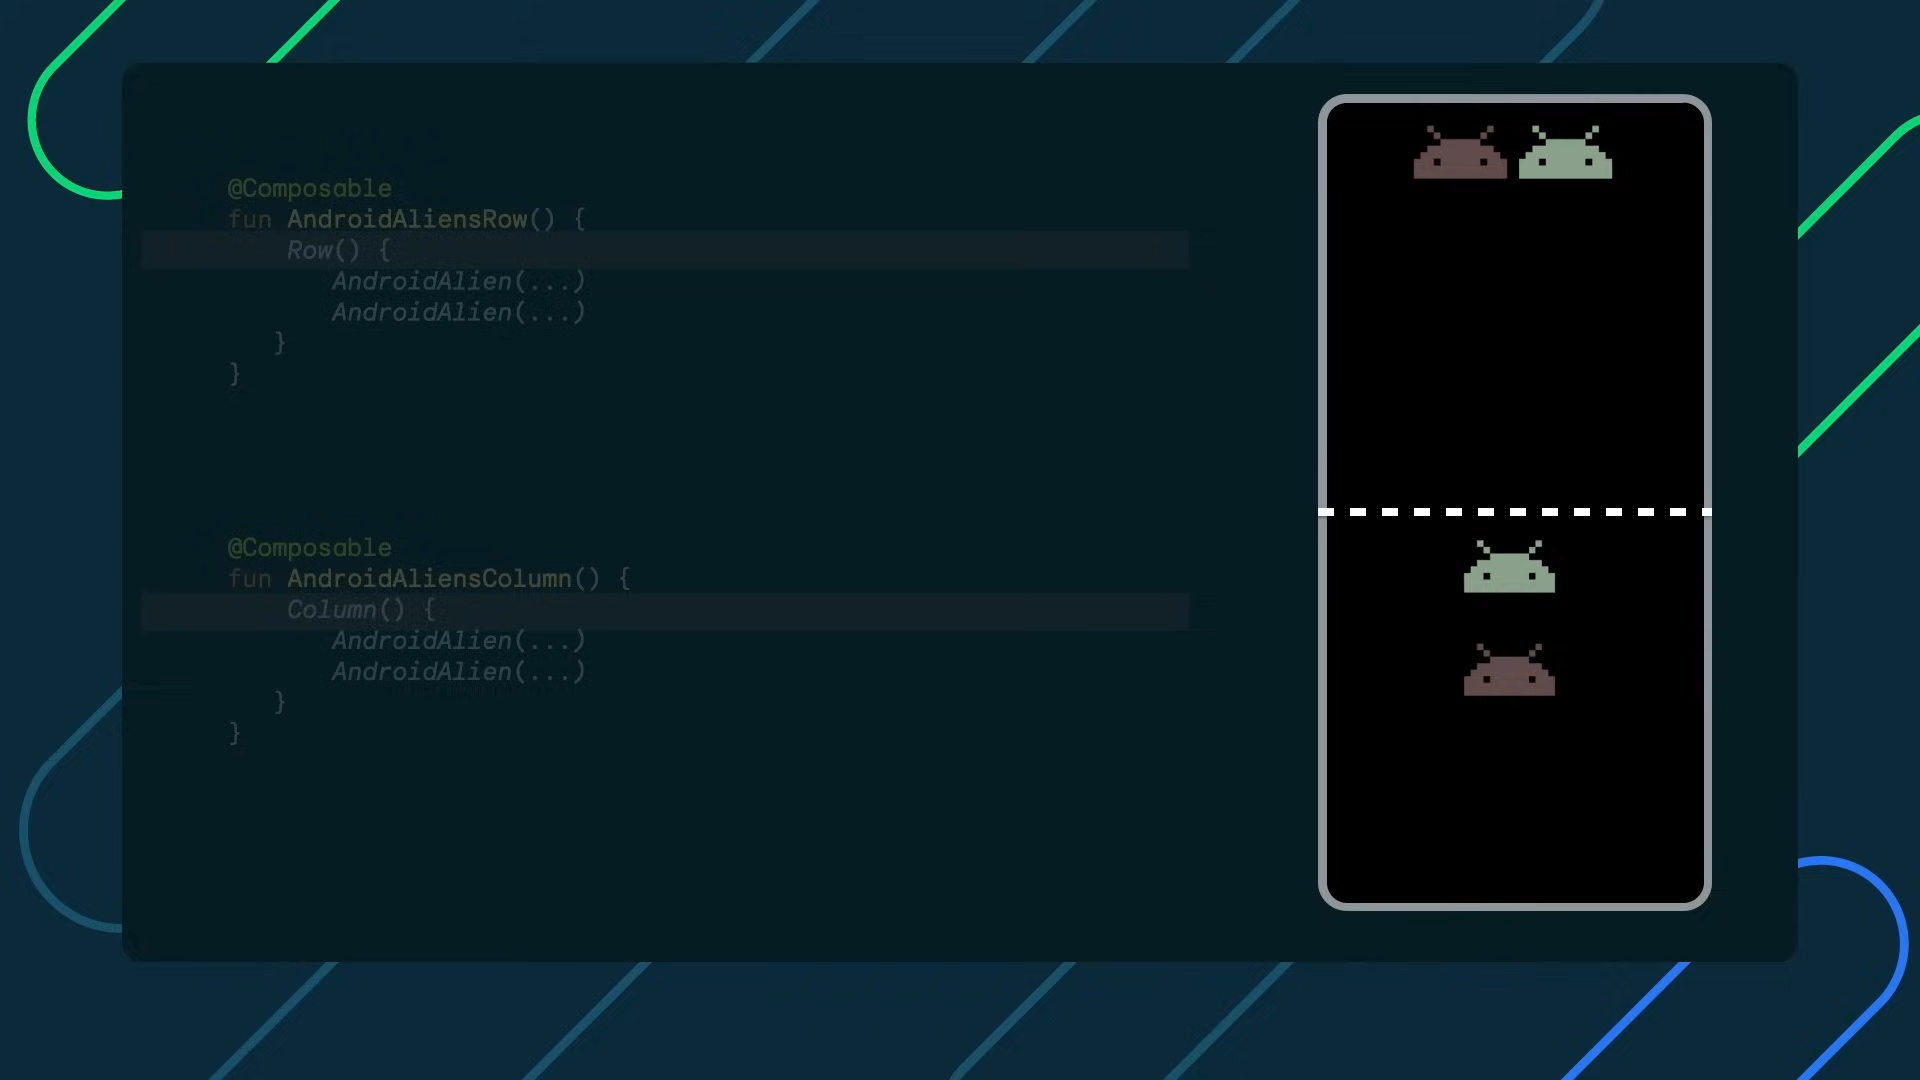 @Composable
fun AndroidAliensRow() {
Row() {
AndroidAlien(...)
AndroidAlien(...)
}
}
@Composable
fun AndroidAliensColumn() {
Column() {
AndroidAlien(...)
AndroidAlien(...)
}
}